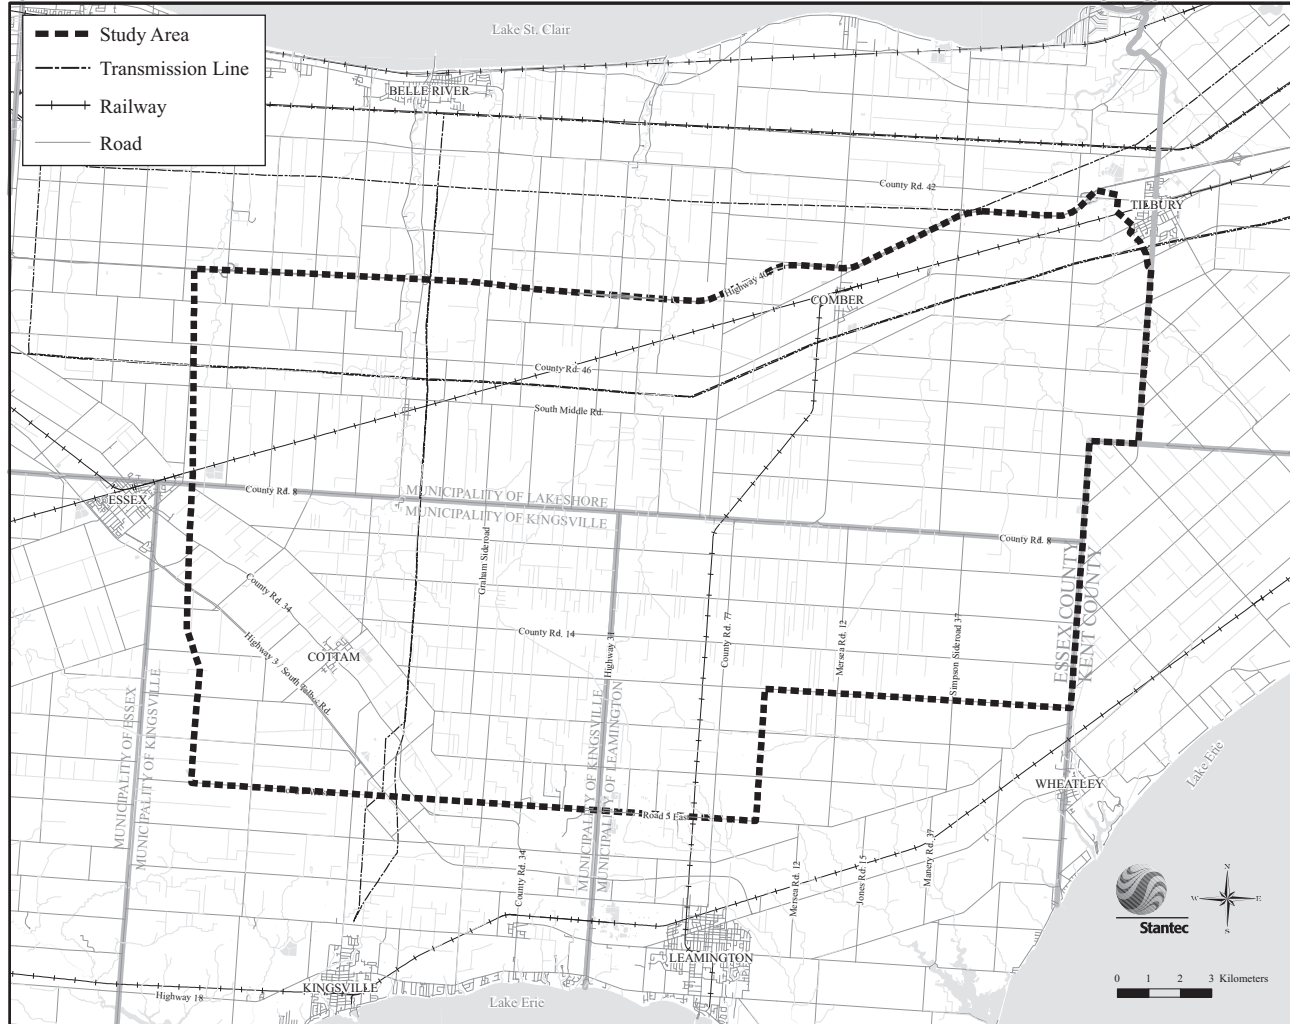 Study Area
Transmission Line
Railway
Road
Lake St. Clair
BELLE RIVER
County Rd. 42
TILBURY
Highway 40
COMBER
County Rd. 46
South Middle Rd.
ESSEX
County Rd. 8
MUNICIPALITY OF LAKESHORE
MUNICIPALITY OF KINGSVILLE
County Rd. 8
Graham Sideroad
County Rd. 34
County Rd. 14
Highway 31
County Rd. 77
Mersea Rd. 12
Simpson Sideroad 37
ESSEX COUNTY
KENT COUNTY
COTTAM
Highway 3 / South Talbot Rd.
MUNICIPALITY OF ESSEX
MUNICIPALITY OF KINGSVILLE
MUNICIPALITY OF KINGSVILLE
MUNICIPALITY OF LEAMINGTON
Road 5 East
WHEATLEY
Lake Erie
County Rd. 34
Mersea Rd. 12
Jones Rd. 15
Manery Rd. 37
LEAMINGTON
KINGSVILLE
Highway 18
Lake Erie
Stantec
N
W
E
S
0 1 2 3 Kilometers